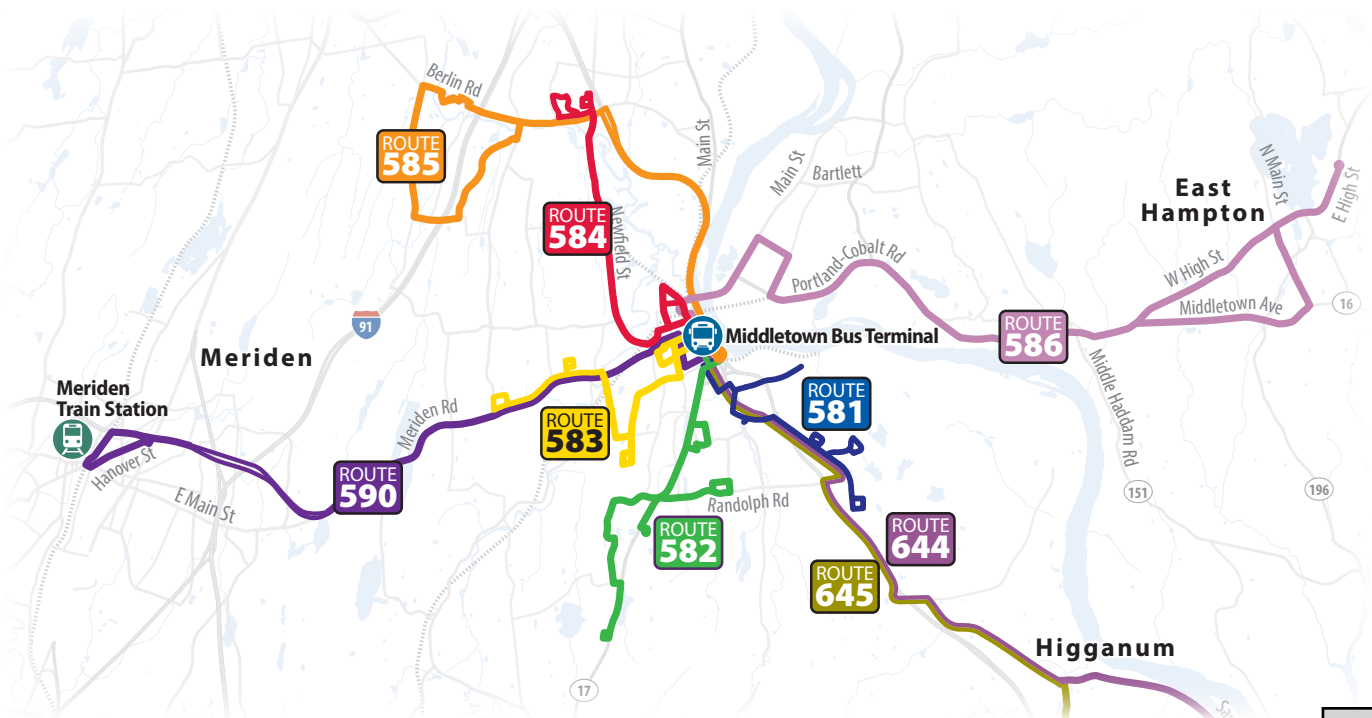 Berlin Rd
ROUTE
585
Main St
Main St
Bartlett
N Main St
E High St
East
Hampton
ROUTE
584
Newfield St
Portland-Cobalt Rd
W High St
Middletown Ave
16
91
Meriden
Middletown Bus Terminal
ROUTE
586
Meriden
Train Station
Meriden Rd
ROUTE
583
ROUTE
581
Middle Haddam Rd
Hanover St
E Main St
ROUTE
590
Randolph Rd
151
196
ROUTE
582
ROUTE
644
ROUTE
645
Higganum
17